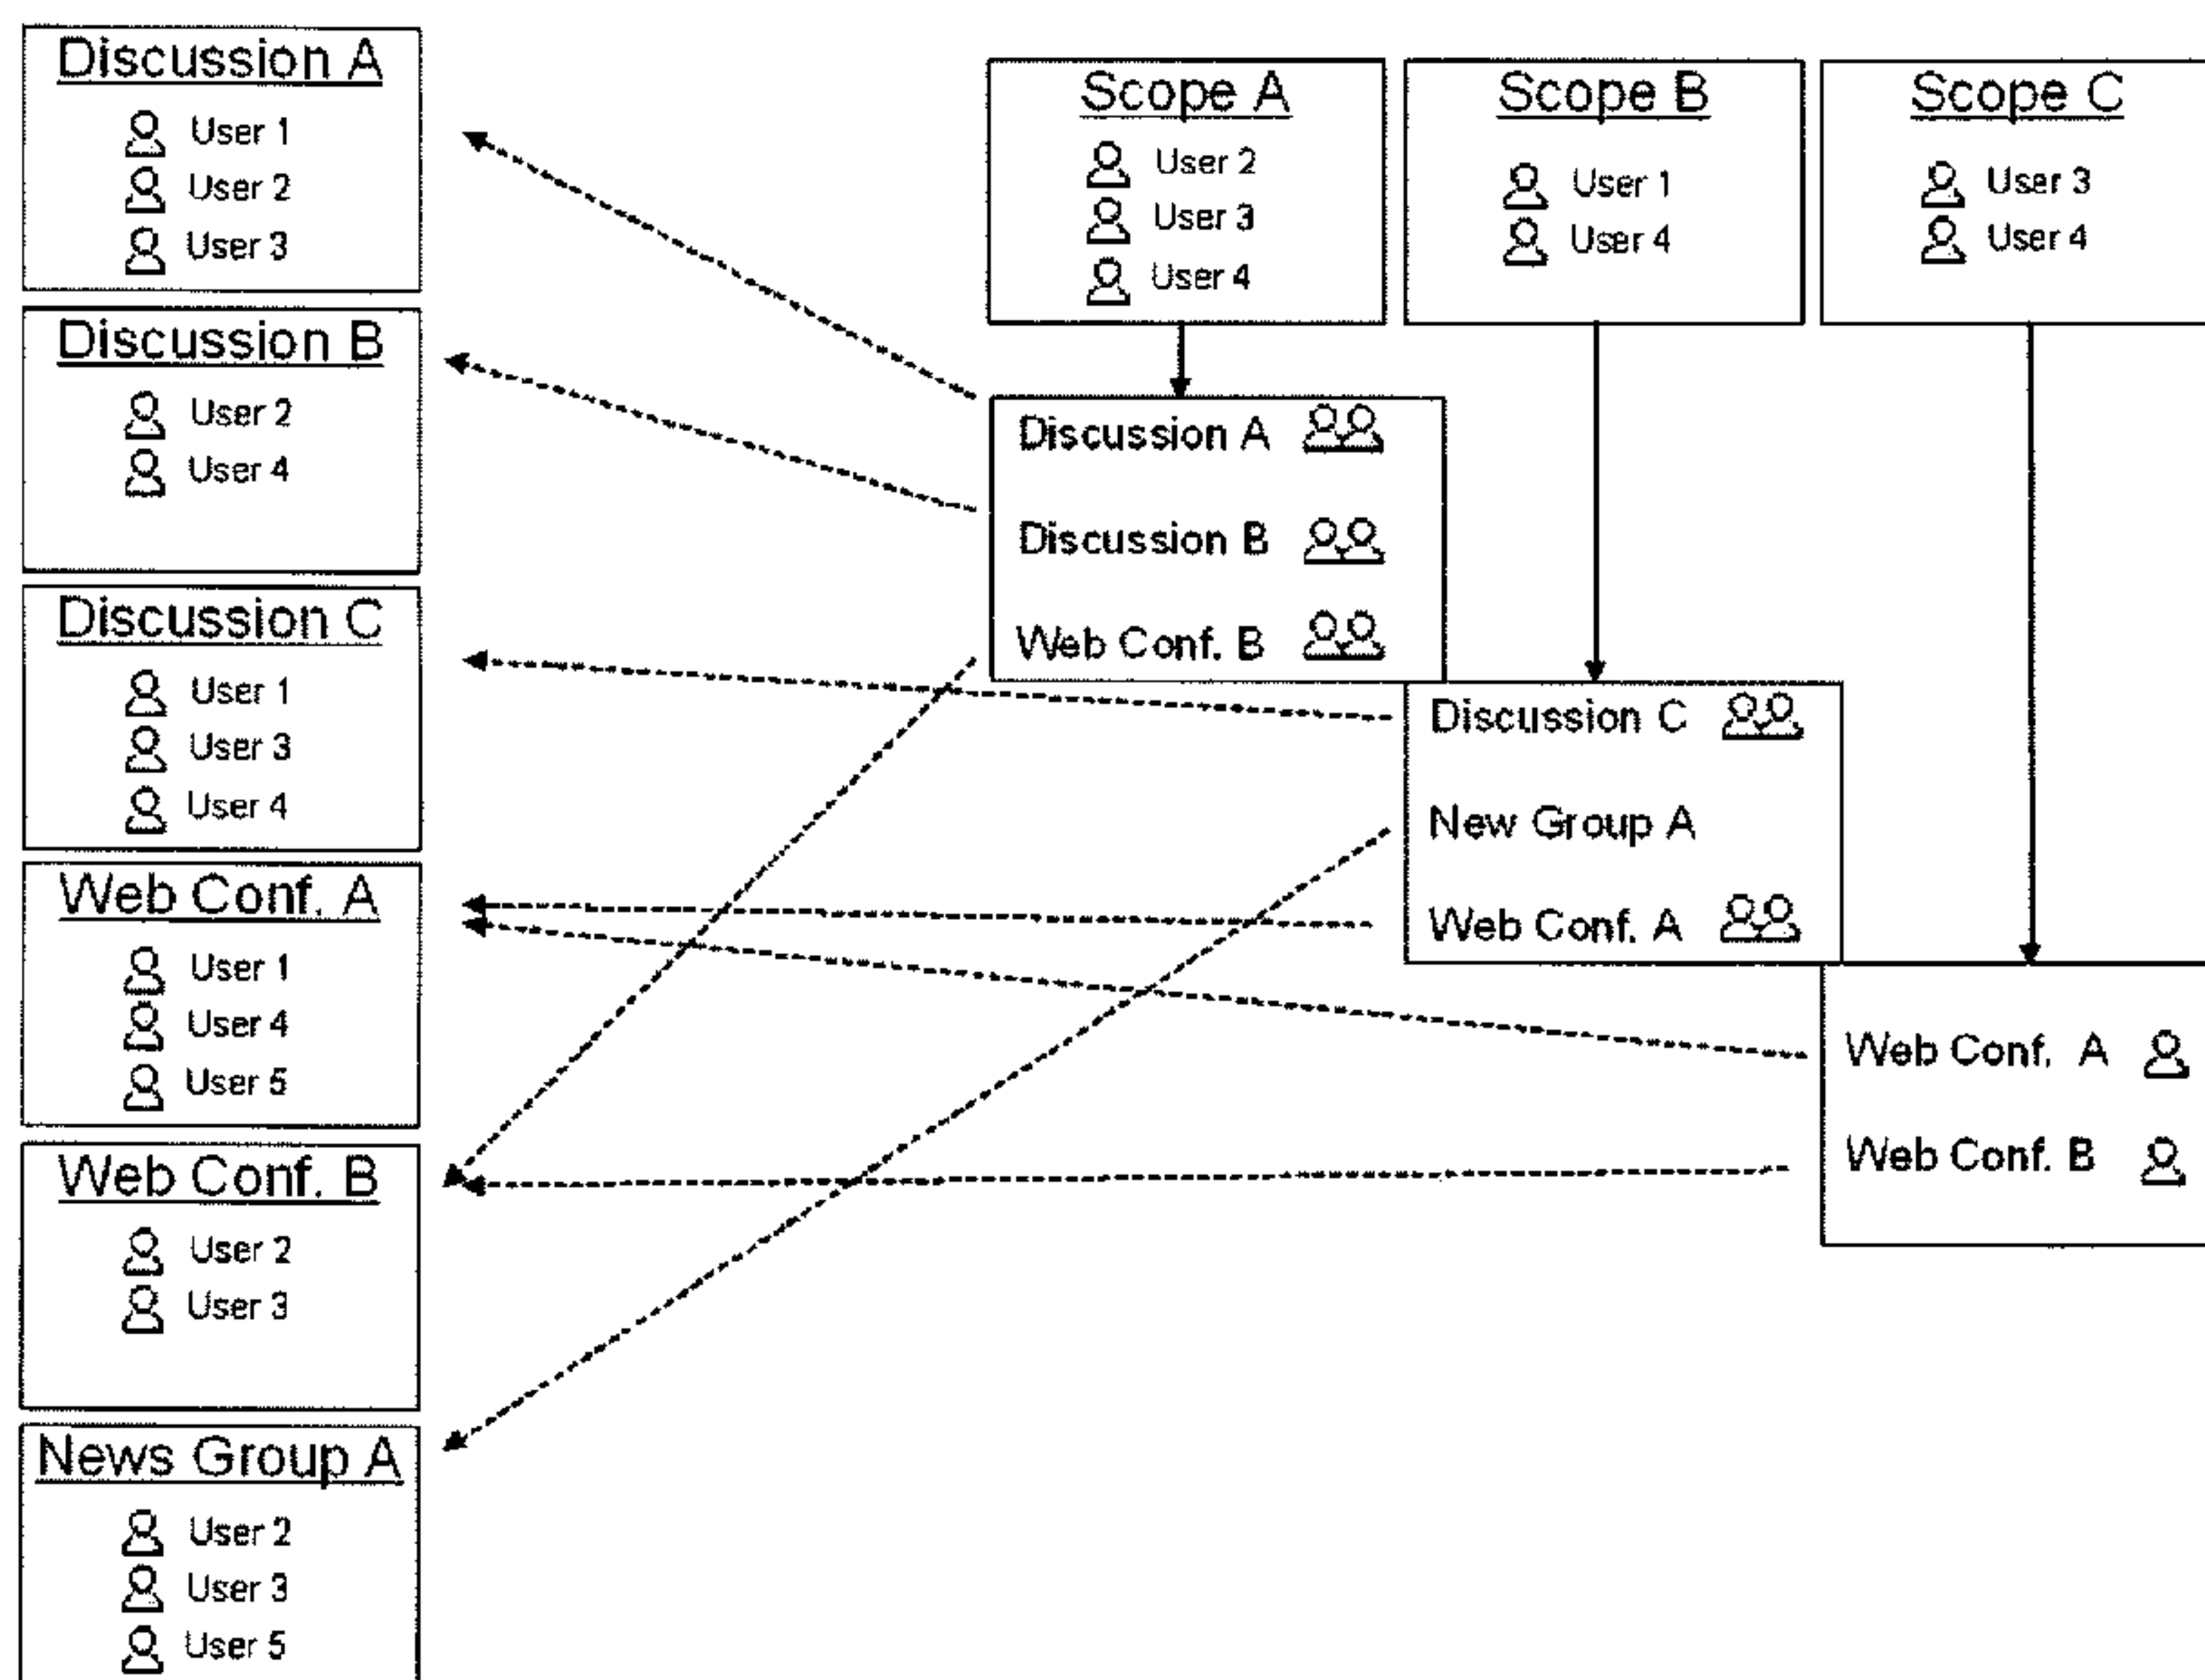 Discussion A
User 1
User 2
User 3
Discussion B
User 2
User 4
Discussion C
User 1
User 3
User 4
Web Conf. A
User 1
User 4
User 5
Web Conf. B
User 2
User 3
News Group A
User 2
User 3
User 5
Scope A
User 2
User 3
User 4
Scope B
User 1
User 4
Scope C
User 3
User 4
Discussion A
Discussion B
Web Conf. B
Discussion C
New Group A
Web Conf. A
Web Conf. A
Web Conf. B